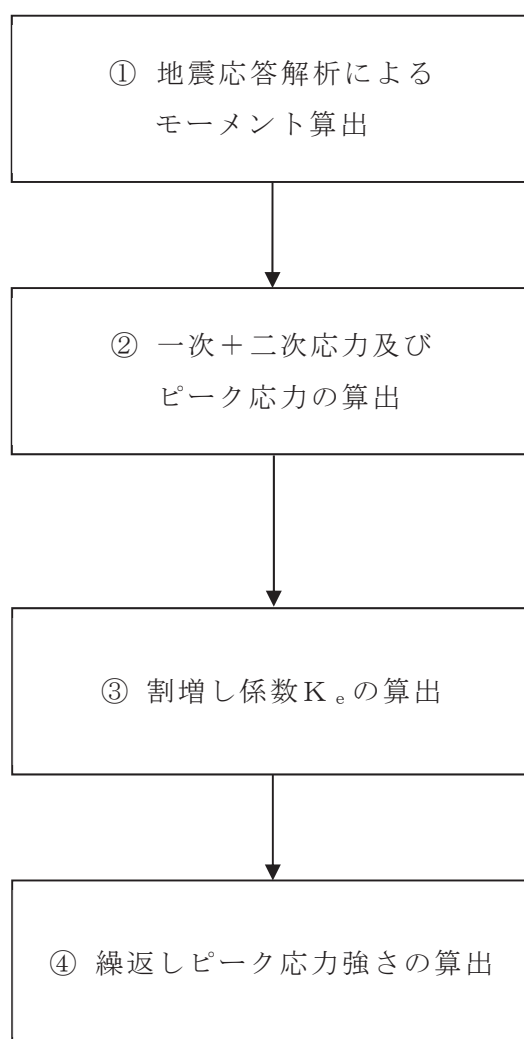 ① 地震応答解析による
モーメント算出
② 一次+二次応力及び
ピーク応力の算出
③ 割増し係数Kₑの算出
④ 繰返しピーク応力強さの算出